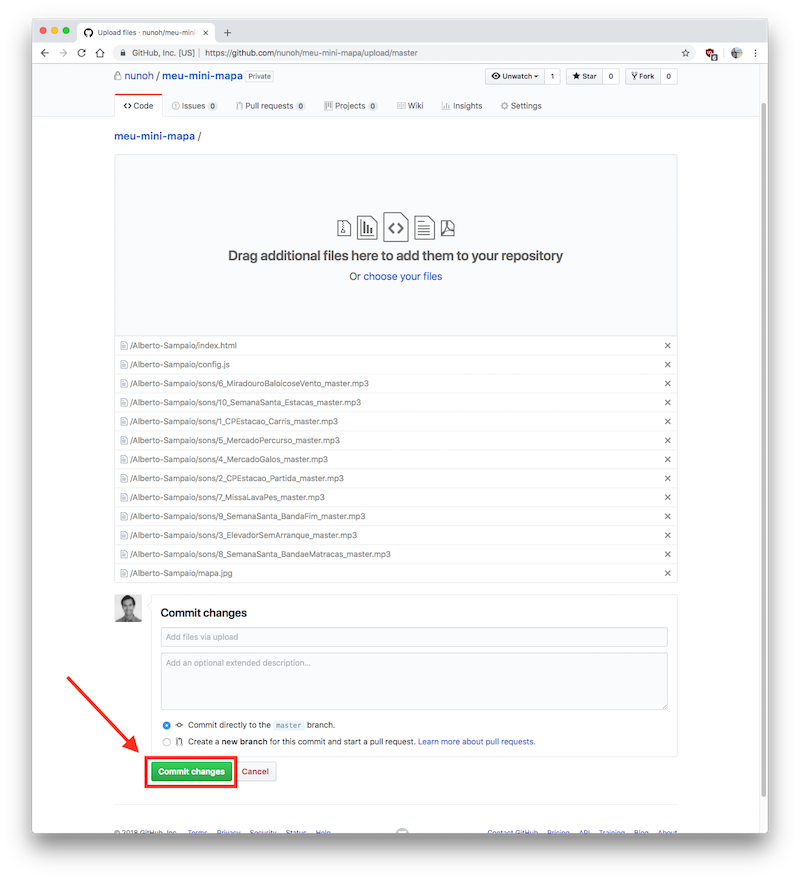 Upload files · nunoh/meu-mini-
GitHub, Inc. [US] | https://github.com/nunoh/meu-mini-mapa/upload/master
nunoh / meu-mini-mapa Private Unwatch 1 Star 0 Fork 0
Code Issues 0 Pull requests 0 Projects 0 Wiki Insights Settings
meu-mini-mapa /
Drag additional files here to add them to your repository
Or choose your files
/Alberto-Sampaio/index.html
/Alberto-Sampaio/config.js
/Alberto-Sampaio/sons/6_MiradouroBaloicoseVento_master.mp3
/Alberto-Sampaio/sons/10_SemanaSanta_Estacas_master.mp3
/Alberto-Sampaio/sons/1_CPEstacao_Carris_master.mp3
/Alberto-Sampaio/sons/5_MercadoPercurso_master.mp3
/Alberto-Sampaio/sons/4_MercadoGalos_master.mp3
/Alberto-Sampaio/sons/2_CPEstacao_Partida_master.mp3
/Alberto-Sampaio/sons/7_MissaLavaPes_master.mp3
/Alberto-Sampaio/sons/9_SemanaSanta_BandaFim_master.mp3
/Alberto-Sampaio/sons/3_ElevadorSemArranque_master.mp3
/Alberto-Sampaio/sons/8_SemanaSanta_BandaeMatracas_master.mp3
/Alberto-Sampaio/mapa.jpg
Commit changes
Add files via upload
Add an optional extended description...
Commit directly to the master branch.
Create a new branch for this commit and start a pull request. Learn more about pull requests.
Commit changes Cancel
© 2018 GitHub, Inc. Terms Privacy Security Status Help Contact GitHub Pricing API Training Blog About